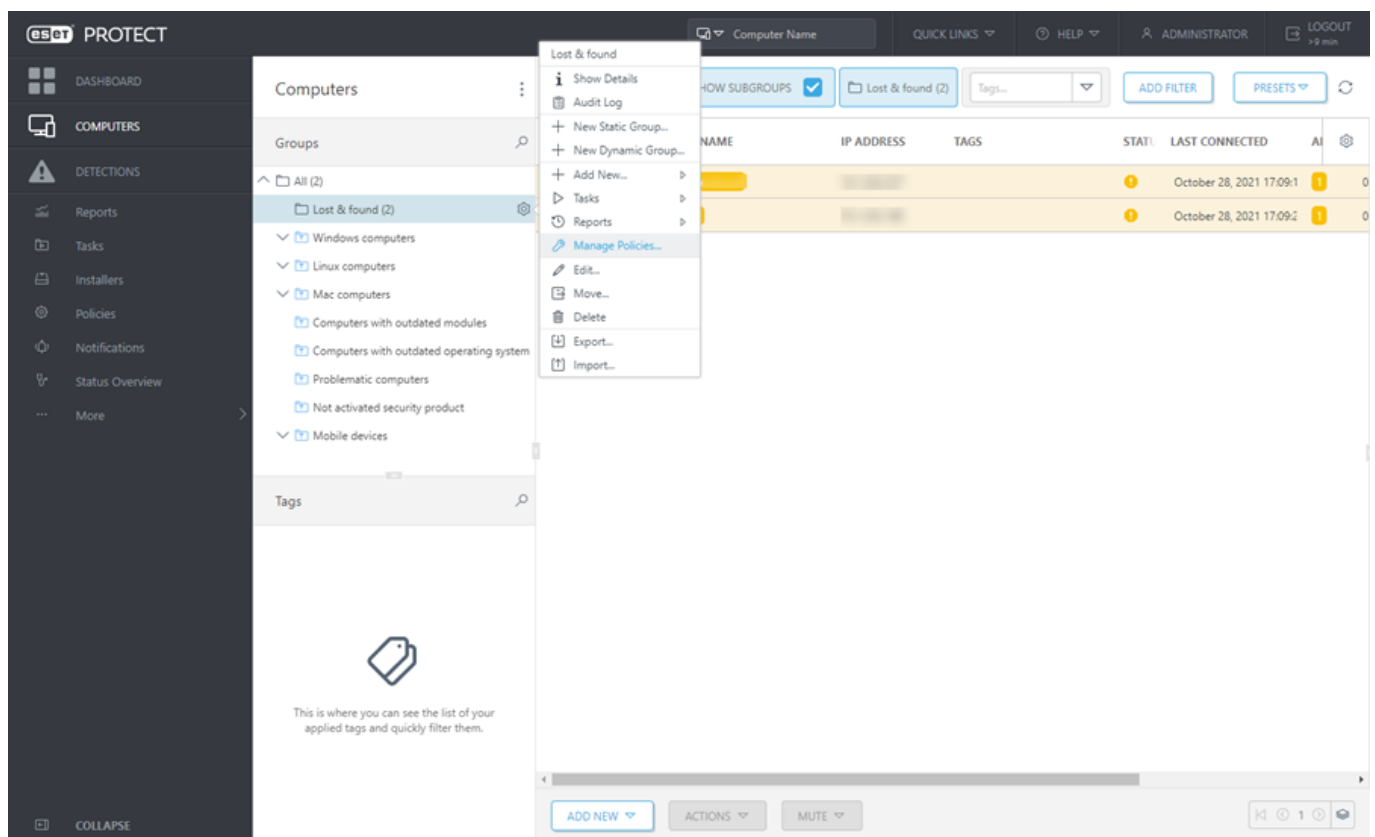 eset PROTECT
Computer Name
QUICK LINKS
HELP
ADMINISTRATOR
LOGOUT
>9 min
DASHBOARD
COMPUTERS
DETECTIONS
Reports
Tasks
Installers
Policies
Notifications
Status Overview
More
COLLAPSE
Computers
Groups
All (2)
Lost & found (2)
Windows computers
Linux computers
Mac computers
Computers with outdated modules
Computers with outdated operating system
Problematic computers
Not activated security product
Mobile devices
Tags
This is where you can see the list of your
applied tags and quickly filter them.
Lost & found
Show Details
Audit Log
New Static Group...
New Dynamic Group...
Add New...
Tasks
Reports
Manage Policies...
Edit...
Move...
Delete
Export...
Import...
SUBGROUPS
Lost & found (2)
Tags...
ADD FILTER
PRESETS
NAME
IP ADDRESS
TAGS
STATU
LAST CONNECTED
Al
October 28, 2021 17:09:1
1
0
October 28, 2021 17:09:2
1
0
ADD NEW
ACTIONS
MUTE
1